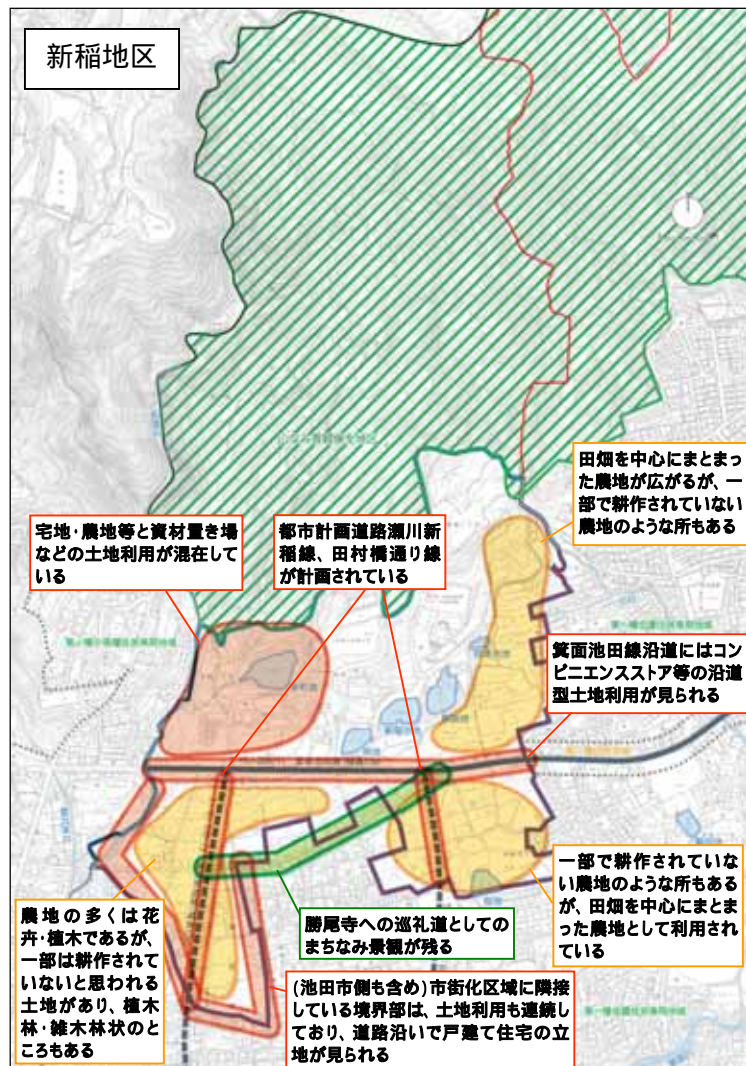 新稲地区
田畑を中心にまとまっ
た農地が広がるが、一
部で耕作されていない
農地のような所もある
宅地・農地等と資材置き場
などの土地利用が混在して
いる
都市計画道路瀬川新
稲線、田村橋通り線
が計画されている
箕面池田線沿道にはコン
ビニエンスストア等の沿道
型土地利用が見られる
一部で耕作されていな
い農地のような所もある
が、田畑を中心にまとま
った農地として利用され
ている
農地の多くは花
卉・植木であるが、
一部は耕作されて
いないと思われる
土地があり、植木
林・雑木林状のと
ころもある
勝尾寺への巡礼道としての
まちなみ景観が残る
(池田市側も含め)市街化区域に隣接
している境界部は、土地利用も連続し
ており、道路沿いで戸建て住宅の立
地が見られる